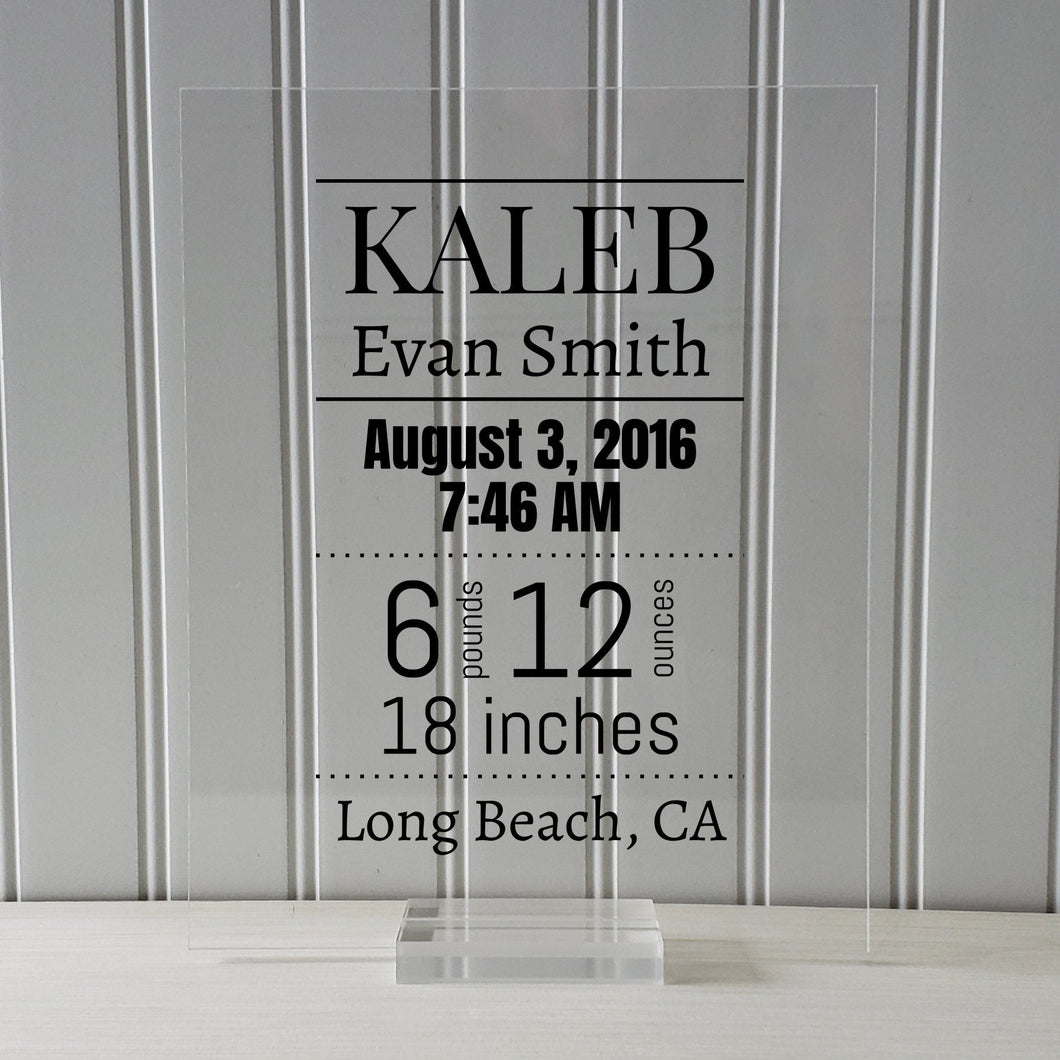 KALEB
Evan Smith
August 3, 2016
7:46 AM
6 pounds 12 ounces
18 inches
Long Beach, CA